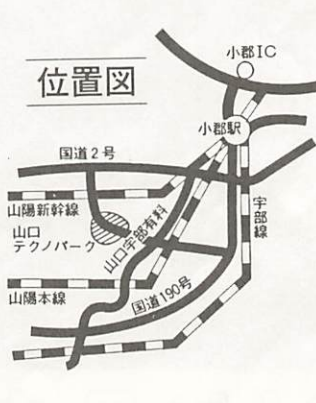 位置図
小郡IC
小郡駅
国道2号
山陽新幹線
山口
テクノパーク
山口宇部有料
宇部線
山陽本線
国道190号